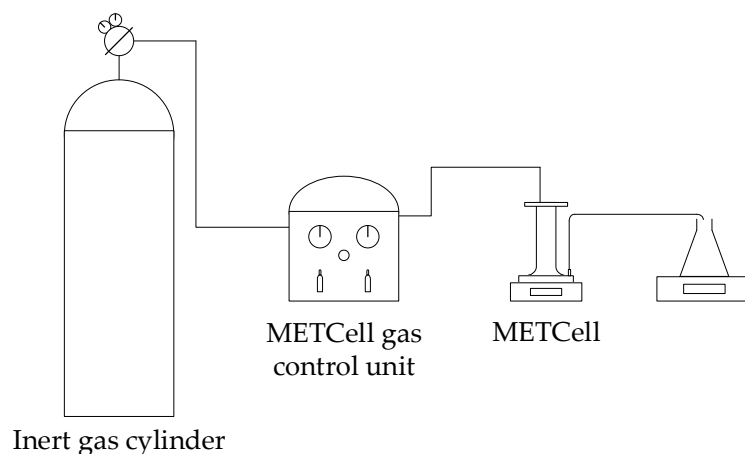 METCell gas
control unit
METCell
Inert gas cylinder